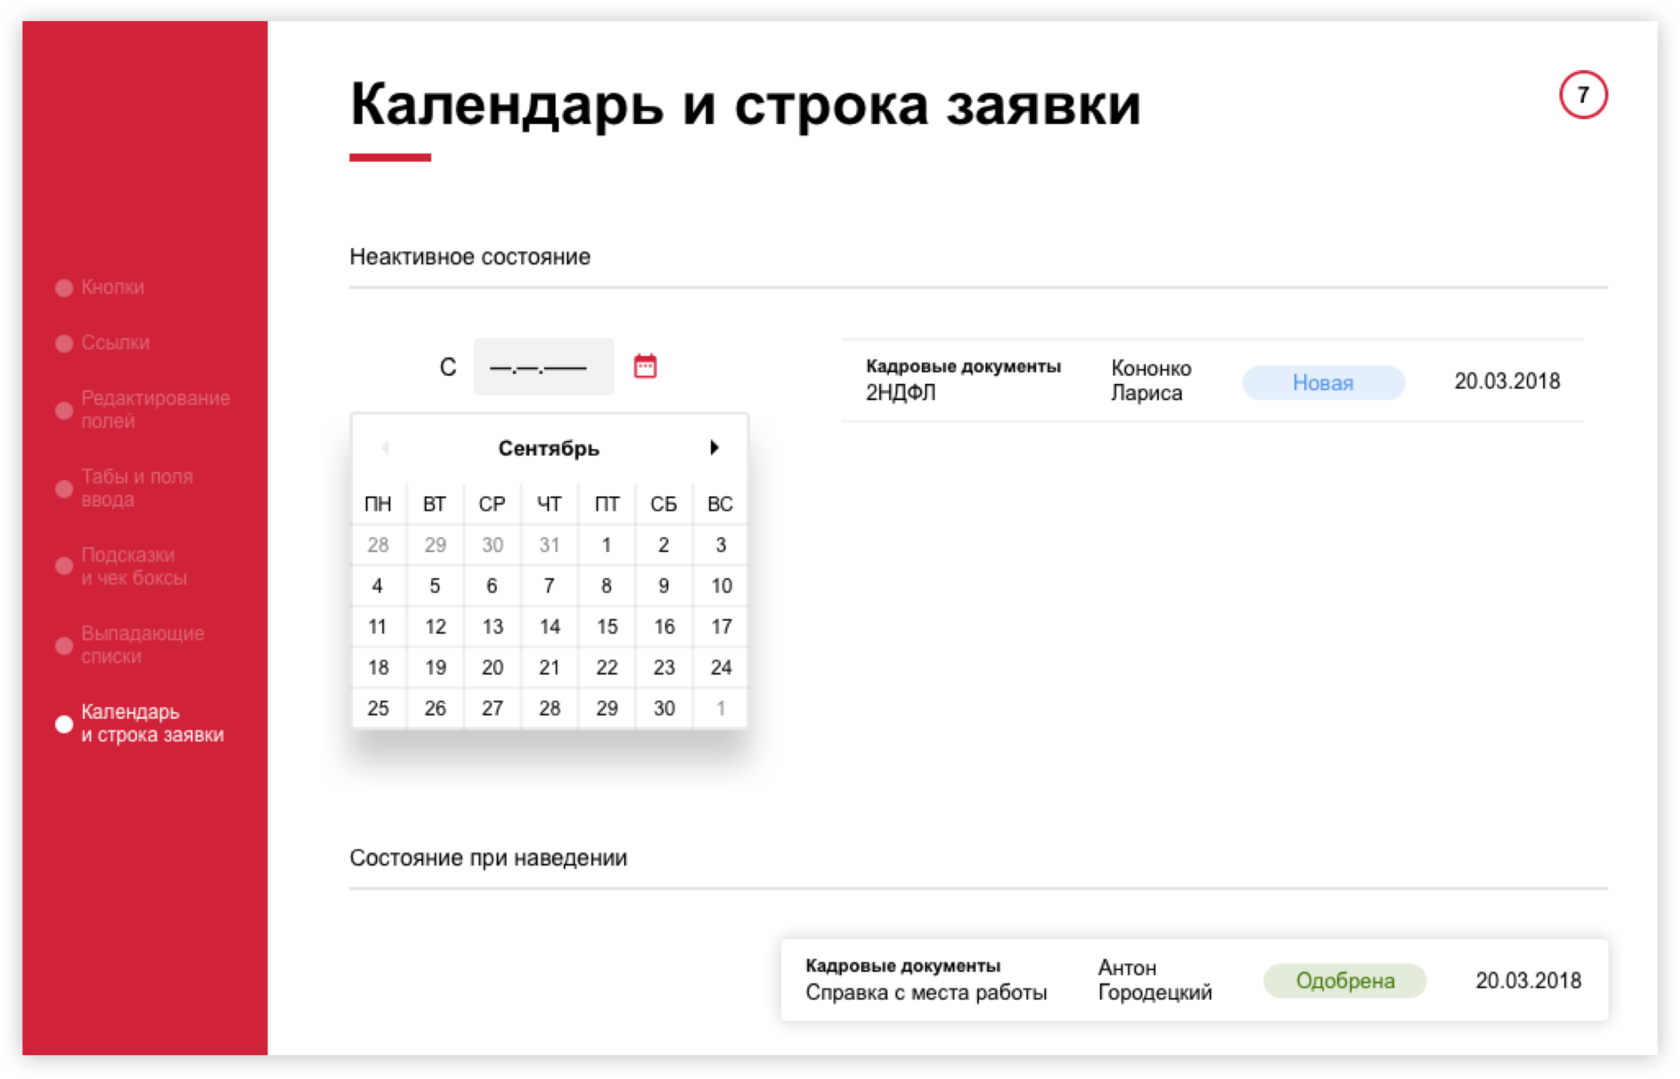 Календарь и строка заявки
7
Кнопки
Ссылки
Редактирование
полей
Табы и поля
ввода
Подсказки
и чек боксы
Выпадающие
списки
Календарь
и строка заявки
Неактивное состояние
С __.__.____
Сентябрь
ПН ВТ СР ЧТ ПТ СБ ВС
28 29 30 31 1 2 3
4 5 6 7 8 9 10
11 12 13 14 15 16 17
18 19 20 21 22 23 24
25 26 27 28 29 30 1
Кадровые документы
2НДФЛ
Кононко
Лариса
Новая
20.03.2018
Состояние при наведении
Кадровые документы
Справка с места работы
Антон
Городецкий
Одобрена
20.03.2018